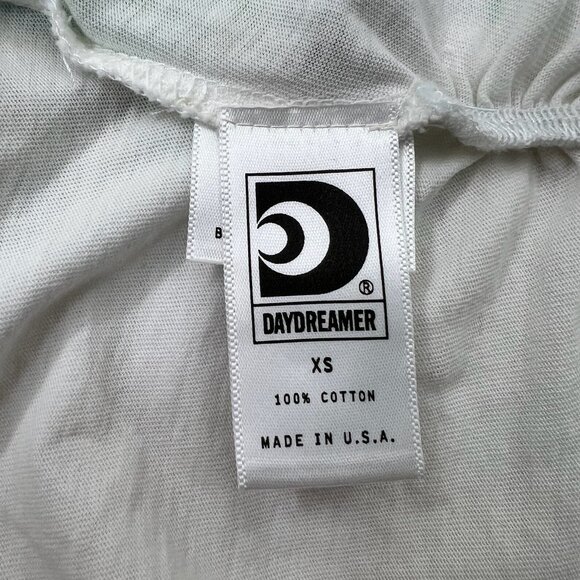 ®
DAYDREAMER
XS
100% COTTON
MADE IN U.S.A.
B